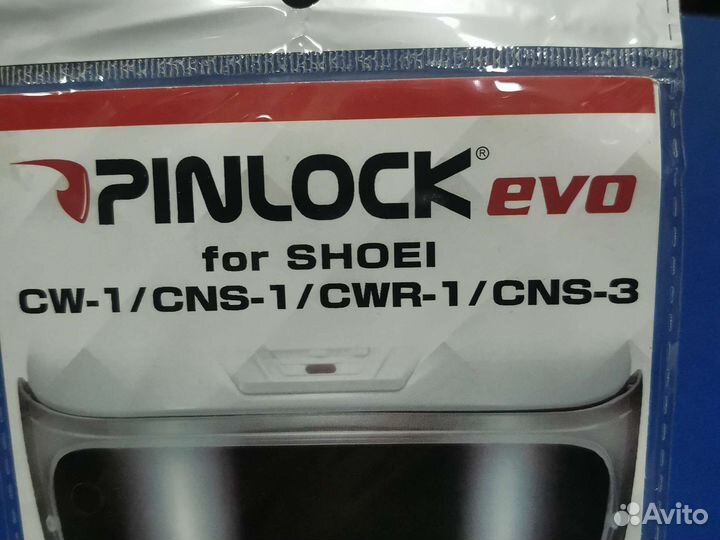 PINLOCK® evo
for SHOEI
CW-1/CNS-1/CWR-1/CNS-3
Avito